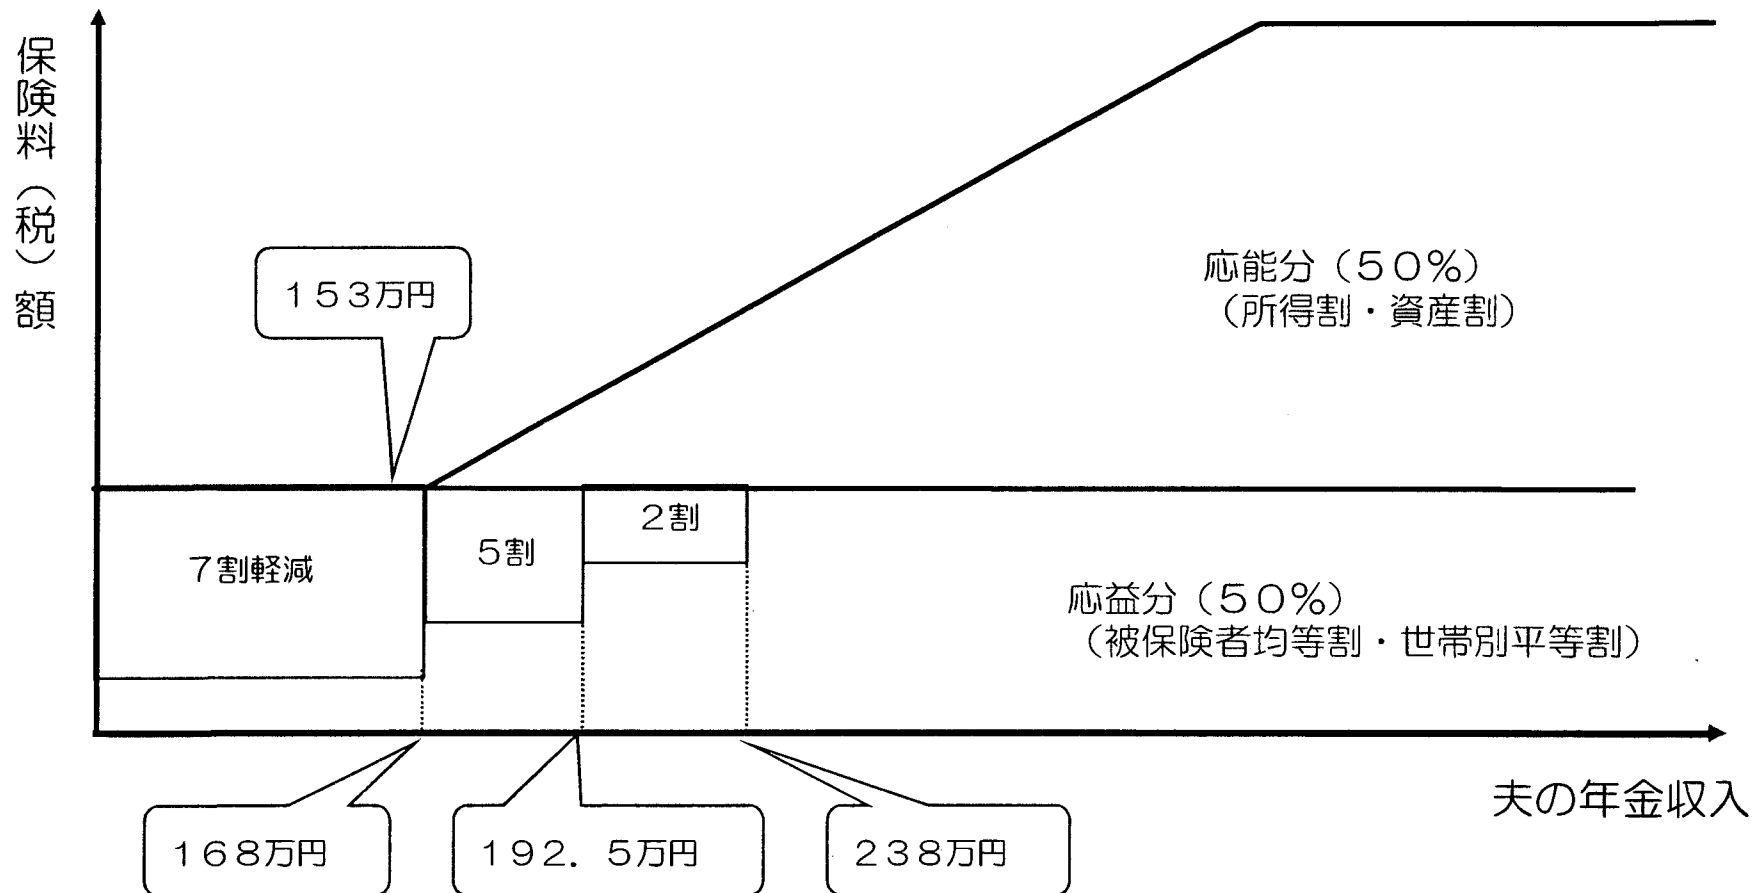 保険料(税)額
153万円
応能分(50%)
(所得割・資産割)
7割軽減
5割
2割
応益分(50%)
(被保険者均等割・世帯別平等割)
夫の年金収入
168万円
192.5万円
238万円